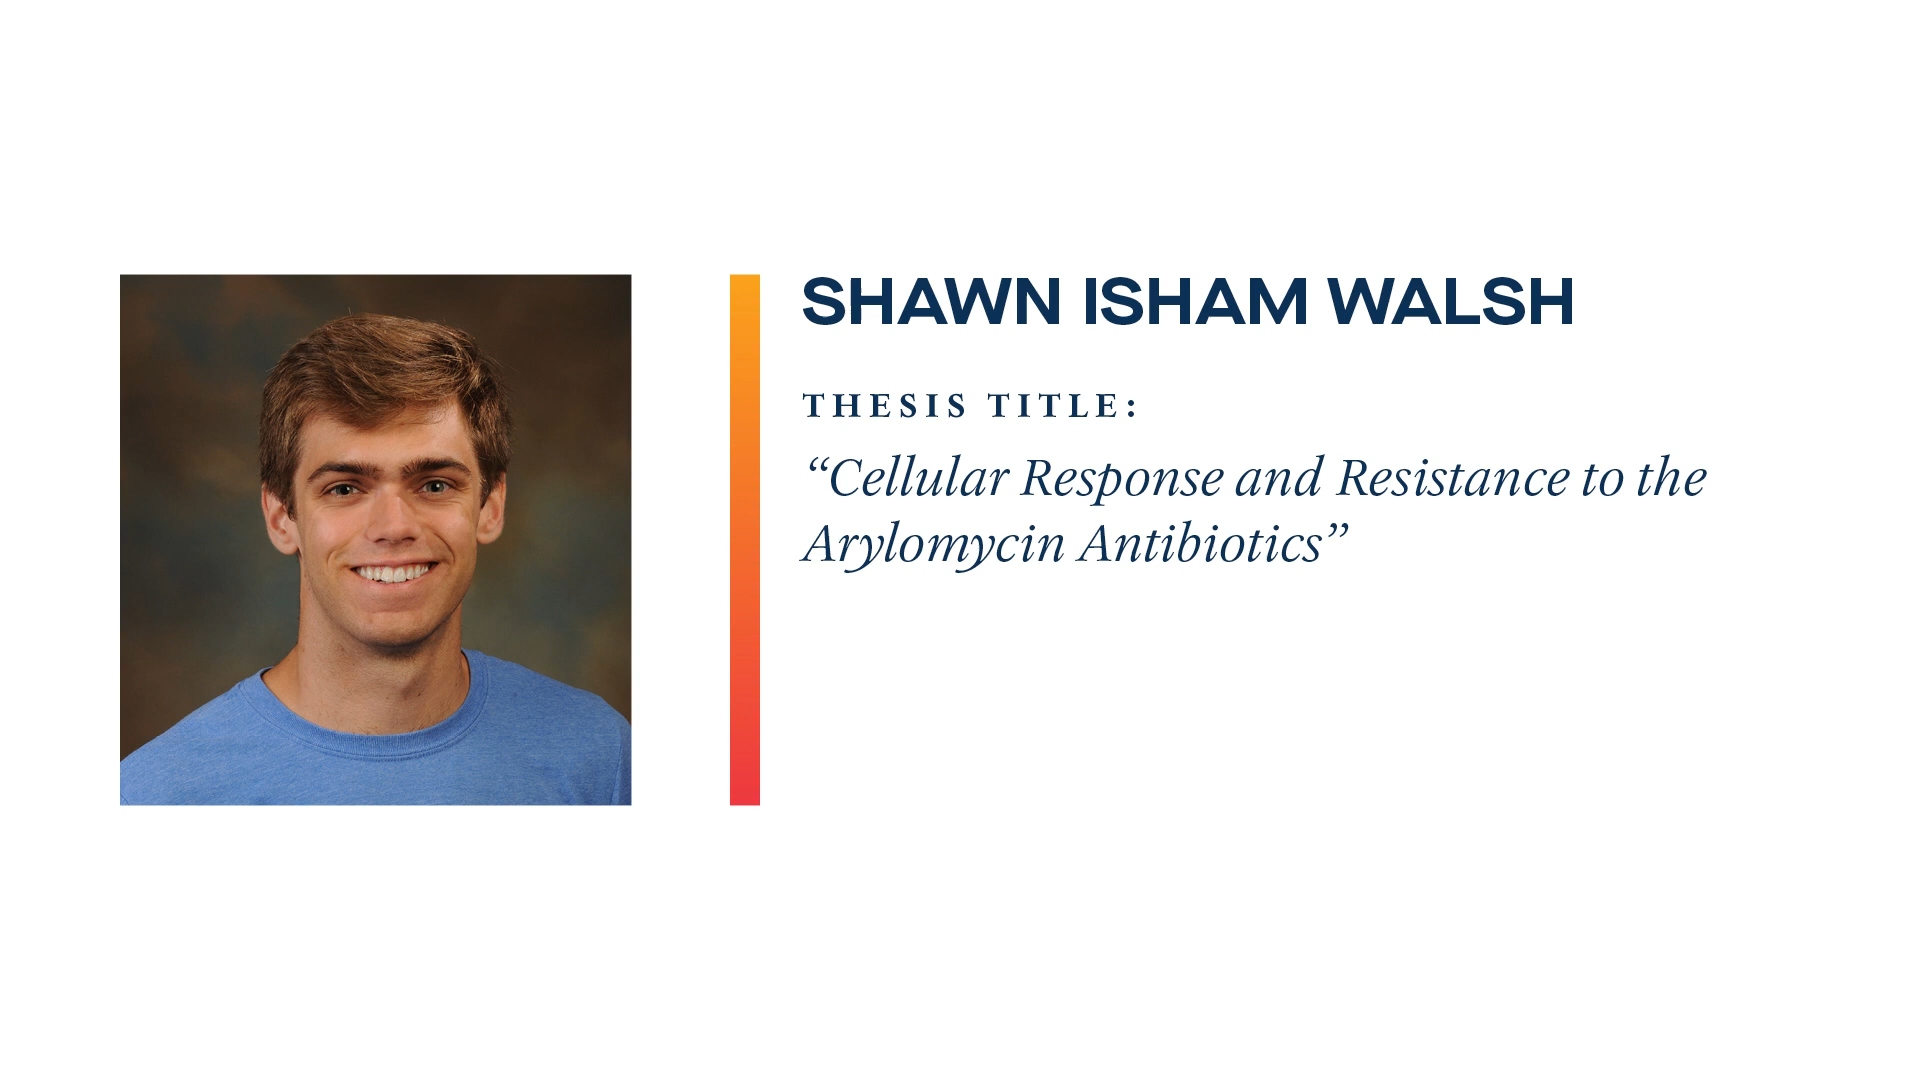 SHAWN ISHAM WALSH
THESIS TITLE:
“Cellular Response and Resistance to the
Arylomycin Antibiotics”